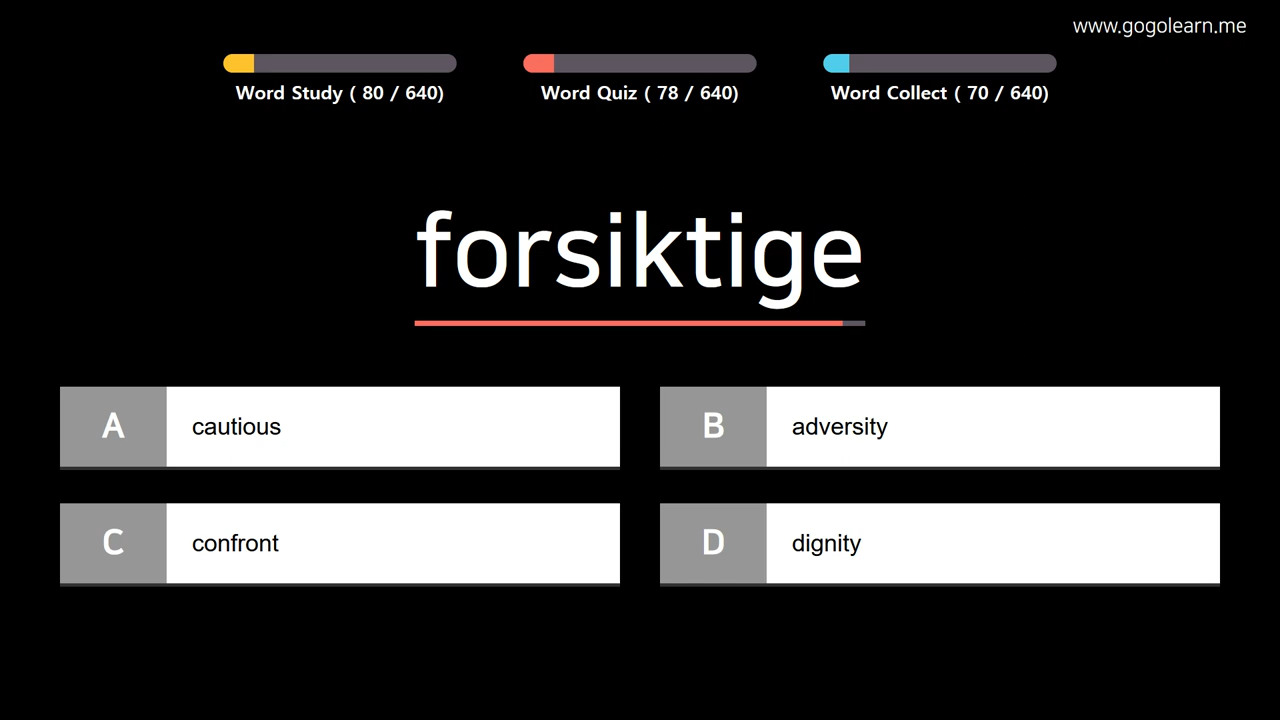 www.gogolearn.me
Word Study ( 80 / 640)
Word Quiz ( 78 / 640)
Word Collect ( 70 / 640)
forsiktige
A cautious
B adversity
C confront
D dignity